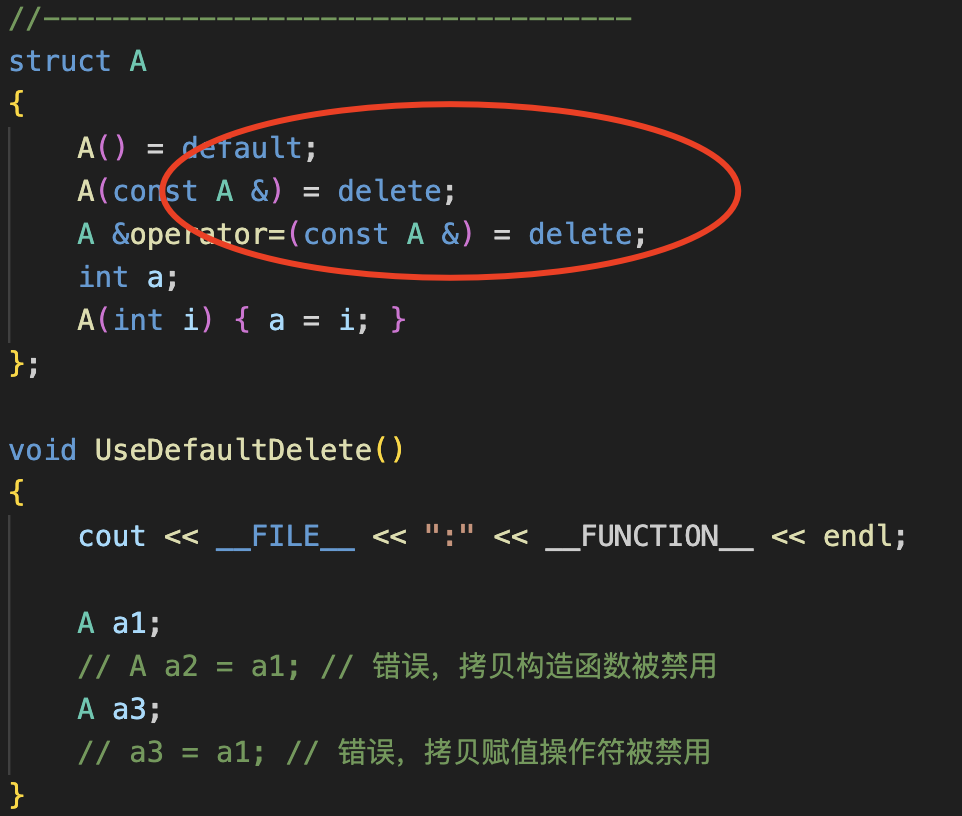 //----------------------------------
struct A
{
    A() = default;
    A(const A &) = delete;
    A &operator=(const A &) = delete;
    int a;
    A(int i) { a = i; }
};

void UseDefaultDelete()
{
    cout << __FILE__ << ":" << __FUNCTION__ << endl;

    A a1;
    // A a2 = a1; // 错误，拷贝构造函数被禁用
    A a3;
    // a3 = a1; // 错误，拷贝赋值操作符被禁用
}